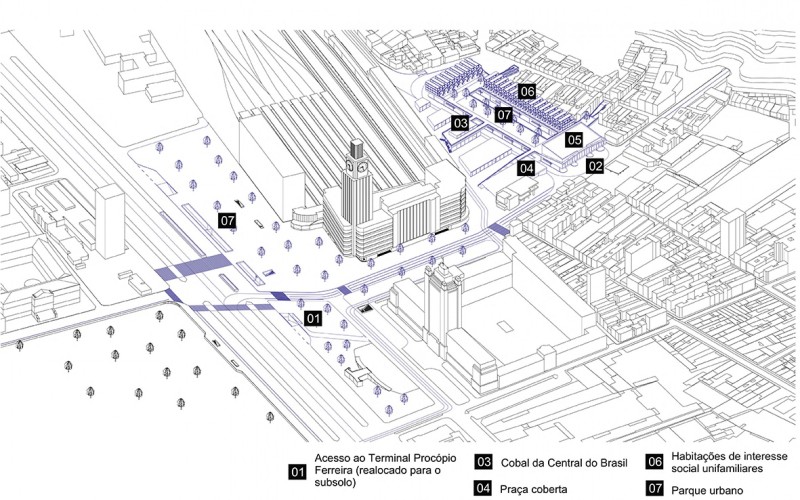 06
03
07
05
04
02
07
01
01 Acesso ao Terminal Procópio
Ferreira (realocado para o
subsolo)
03 Cobal da Central do Brasil
04 Praça coberta
06 Habitações de interesse
social unifamiliares
07 Parque urbano